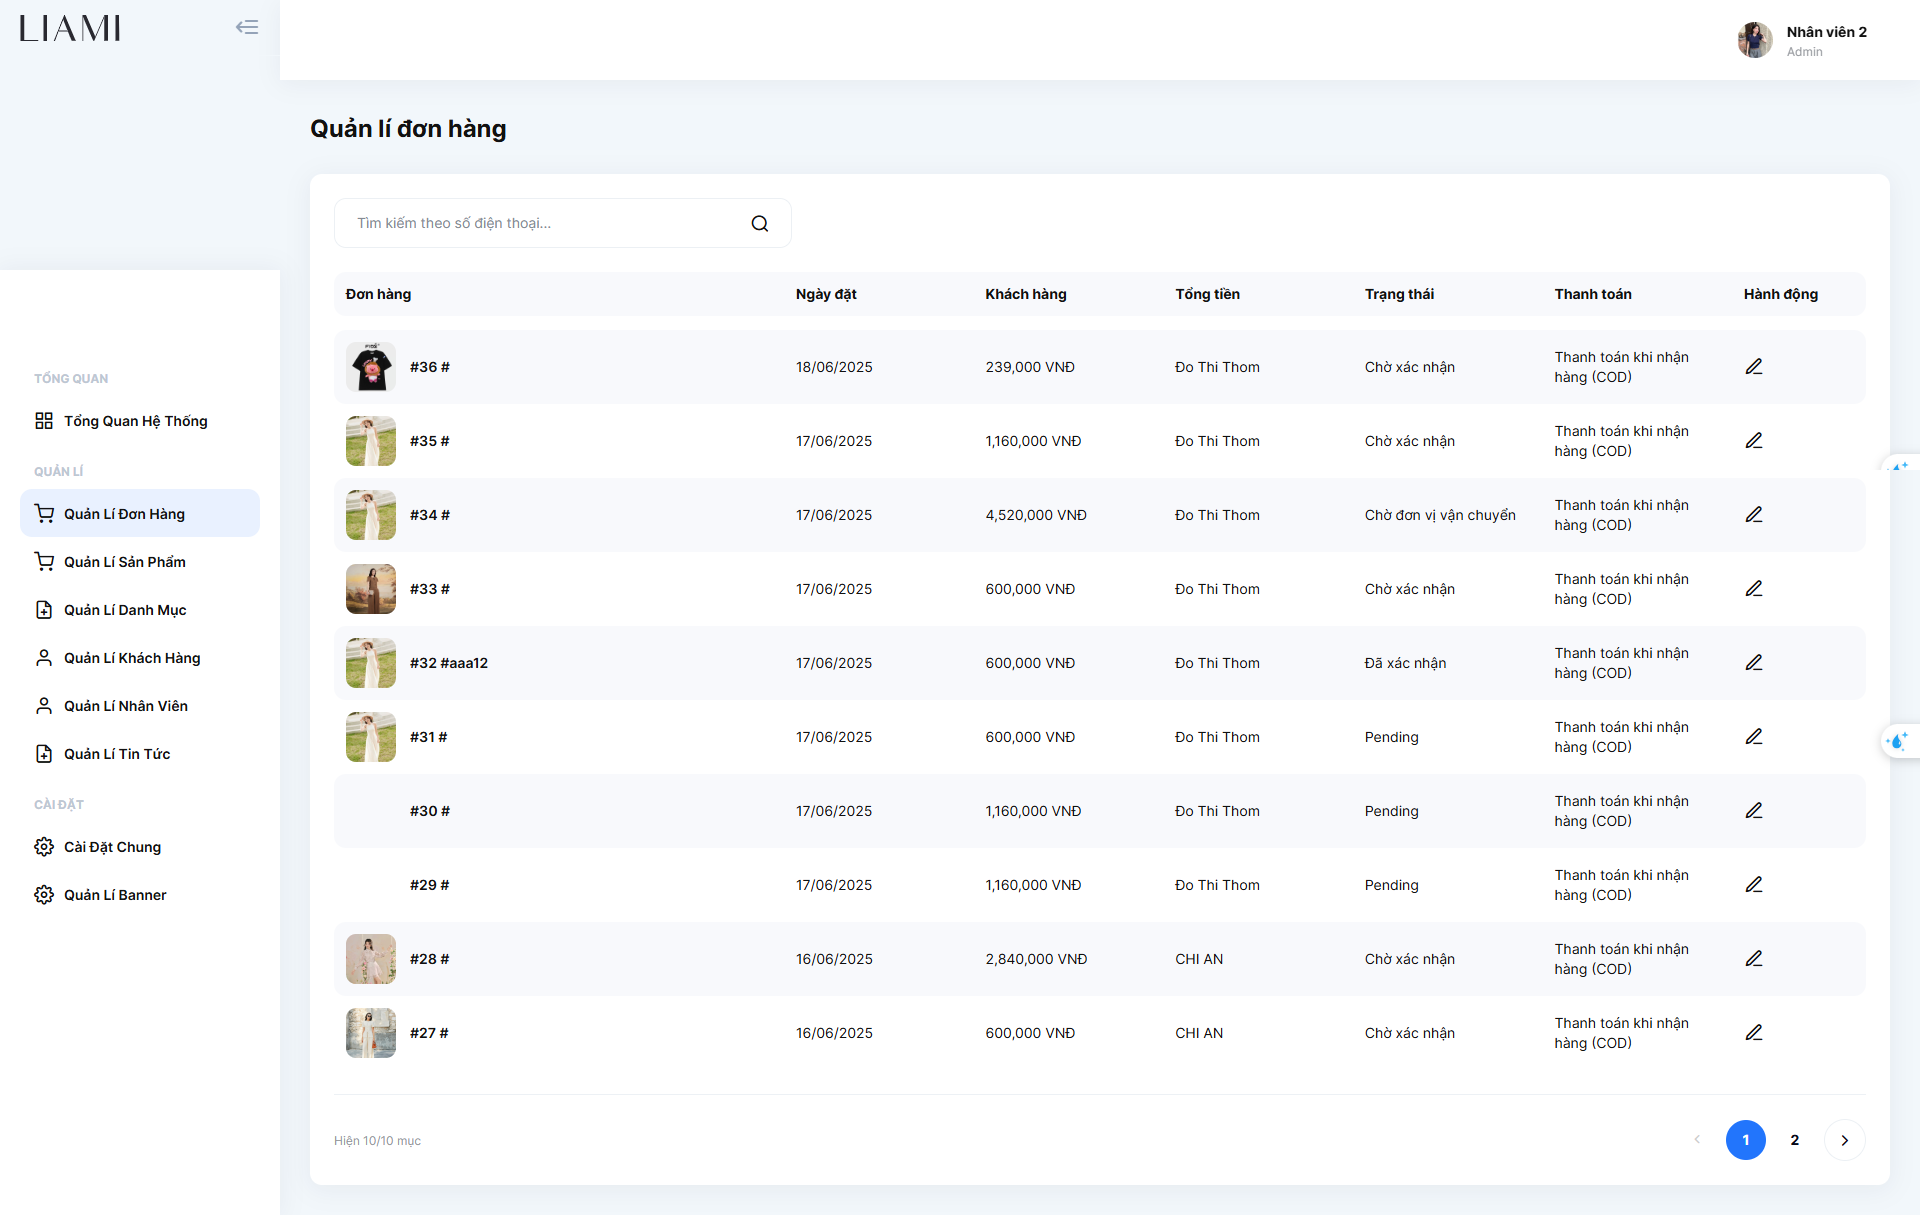 LIAMI
Nhân viên 2
Admin
TỔNG QUAN
Tổng Quan Hệ Thống
QUẢN LÍ
Quản Lí Đơn Hàng
Quản Lí Sản Phẩm
Quản Lí Danh Mục
Quản Lí Khách Hàng
Quản Lí Nhân Viên
Quản Lí Tin Tức
CÀI ĐẶT
Cài Đặt Chung
Quản Lí Banner
Quản lí đơn hàng
Tìm kiếm theo số điện thoại...
Đơn hàng Ngày đặt Khách hàng Tổng tiền Trạng thái Thanh toán Hành động
#36 # 18/06/2025 239,000 VNĐ Đo Thi Thom Chờ xác nhận Thanh toán khi nhận
hàng (COD)
#35 # 17/06/2025 1,160,000 VNĐ Đo Thi Thom Chờ xác nhận Thanh toán khi nhận
hàng (COD)
#34 # 17/06/2025 4,520,000 VNĐ Đo Thi Thom Chờ đơn vị vận chuyển Thanh toán khi nhận
hàng (COD)
#33 # 17/06/2025 600,000 VNĐ Đo Thi Thom Chờ xác nhận Thanh toán khi nhận
hàng (COD)
#32 #aaa12 17/06/2025 600,000 VNĐ Đo Thi Thom Đã xác nhận Thanh toán khi nhận
hàng (COD)
#31 # 17/06/2025 600,000 VNĐ Đo Thi Thom Pending Thanh toán khi nhận
hàng (COD)
#30 # 17/06/2025 1,160,000 VNĐ Đo Thi Thom Pending Thanh toán khi nhận
hàng (COD)
#29 # 17/06/2025 1,160,000 VNĐ Đo Thi Thom Pending Thanh toán khi nhận
hàng (COD)
#28 # 16/06/2025 2,840,000 VNĐ CHI AN Chờ xác nhận Thanh toán khi nhận
hàng (COD)
#27 # 16/06/2025 600,000 VNĐ CHI AN Chờ xác nhận Thanh toán khi nhận
hàng (COD)
Hiện 10/10 mục
1 2